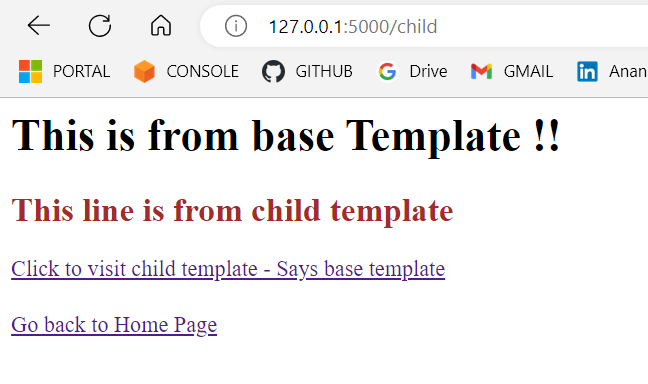 127.0.0.1:5000/child
PORTAL CONSOLE GITHUB Drive GMAIL Anan
This is from base Template !!
This line is from child template
Click to visit child template - Says base template
Go back to Home Page